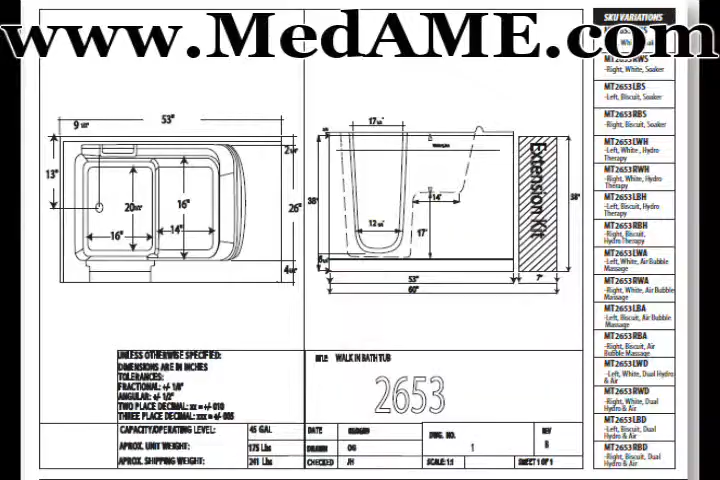 www.MedAME.com
SKU VARIATIONS
MT2653RWS
-Right, White, Soaker
MT2653LBS
-Left, Biscuit, Soaker
MT2653RBS
-Right, Biscuit, Soaker
MT2653LWH
-Left, White , Hydro
Therapy
MT2653RWH
-Right, White, Hydro
Therapy
MT2653LBH
-Left, Biscuit, Hydro
Therapy
MT2653RBH
-Right, Biscuit,
Hydro Therapy
MT2653LWA
-Left, White, Air Bubble
Massage
MT2653RWA
-Right, White, Air Bubble
Massage
MT2653LBA
-Left, Biscuit, Air Bubble
Massage
MT2653RBA
-Right, Biscuit, Air
Bubble Massage
MT2653LWD
-Left, White, Dual Hydro
& Air
MT2653RWD
-Right, White, Dual
Hydro & Air
MT2653LBD
-Left, Biscuit, Dual
Hydro & Air
MT2653RBD
-Right, Biscuit, Dual
Hydro & Air
53"
9
13"
20
16"
16"
14"
26"
17
12
14"
17"
38"
38"
Extension Kit
53"
7"
60"
UNLESS OTHERWISE SPECIFIED:
DIMENSIONS ARE IN INCHES
TOLERANCES:
FRACTIONAL: +/- 1/8"
ANGULAR: +/- 1/2°
TWO PLACE DECIMAL: xx = +/- 010
THREE PLACE DECIMAL: xxx = +/- 005
TITLE: WALK IN BATH TUB
2653
CAPACITY/OPERATING LEVEL: 45 GAL
APROX. UNIT WEIGHT: 175 Lbs
APROX. SHIPPING WEIGHT: 241 Lbs
DATE
DRAWN OG
CHECKED JH
DWG. NO. 1
REV B
SCALE: 1:1
SHEET 1 OF 1